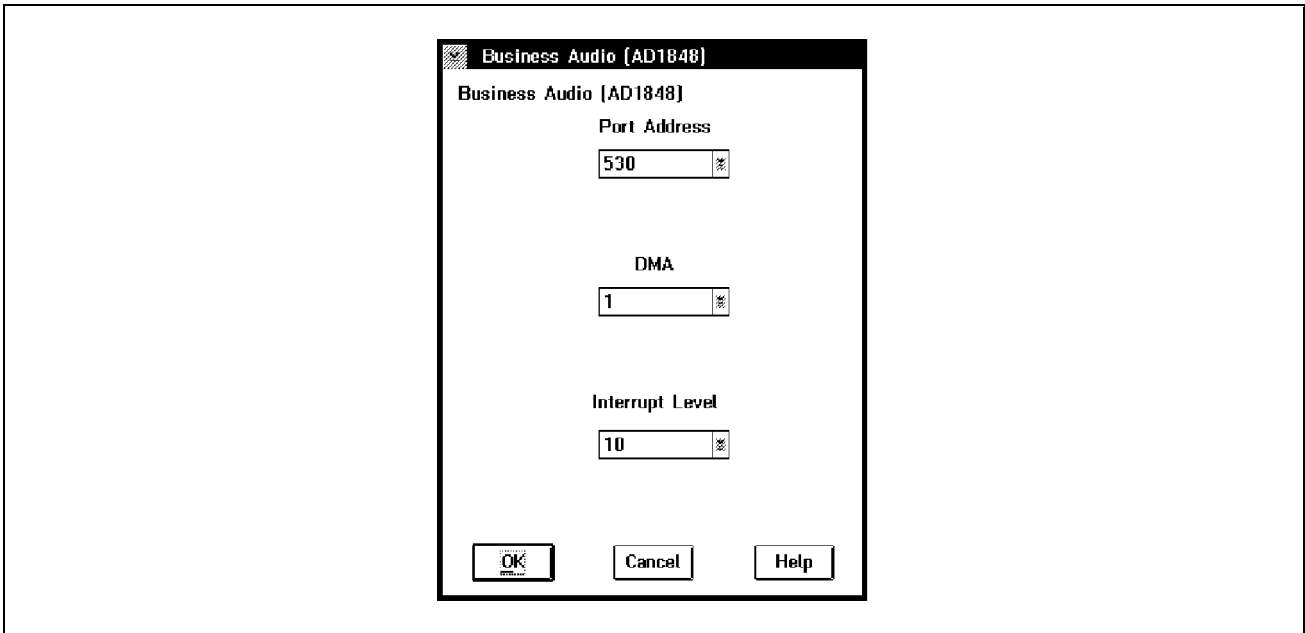 Business Audio (AD1848)
Business Audio (AD1848)
Port Address
530
DMA
1
Interrupt Level
10
OK Cancel Help